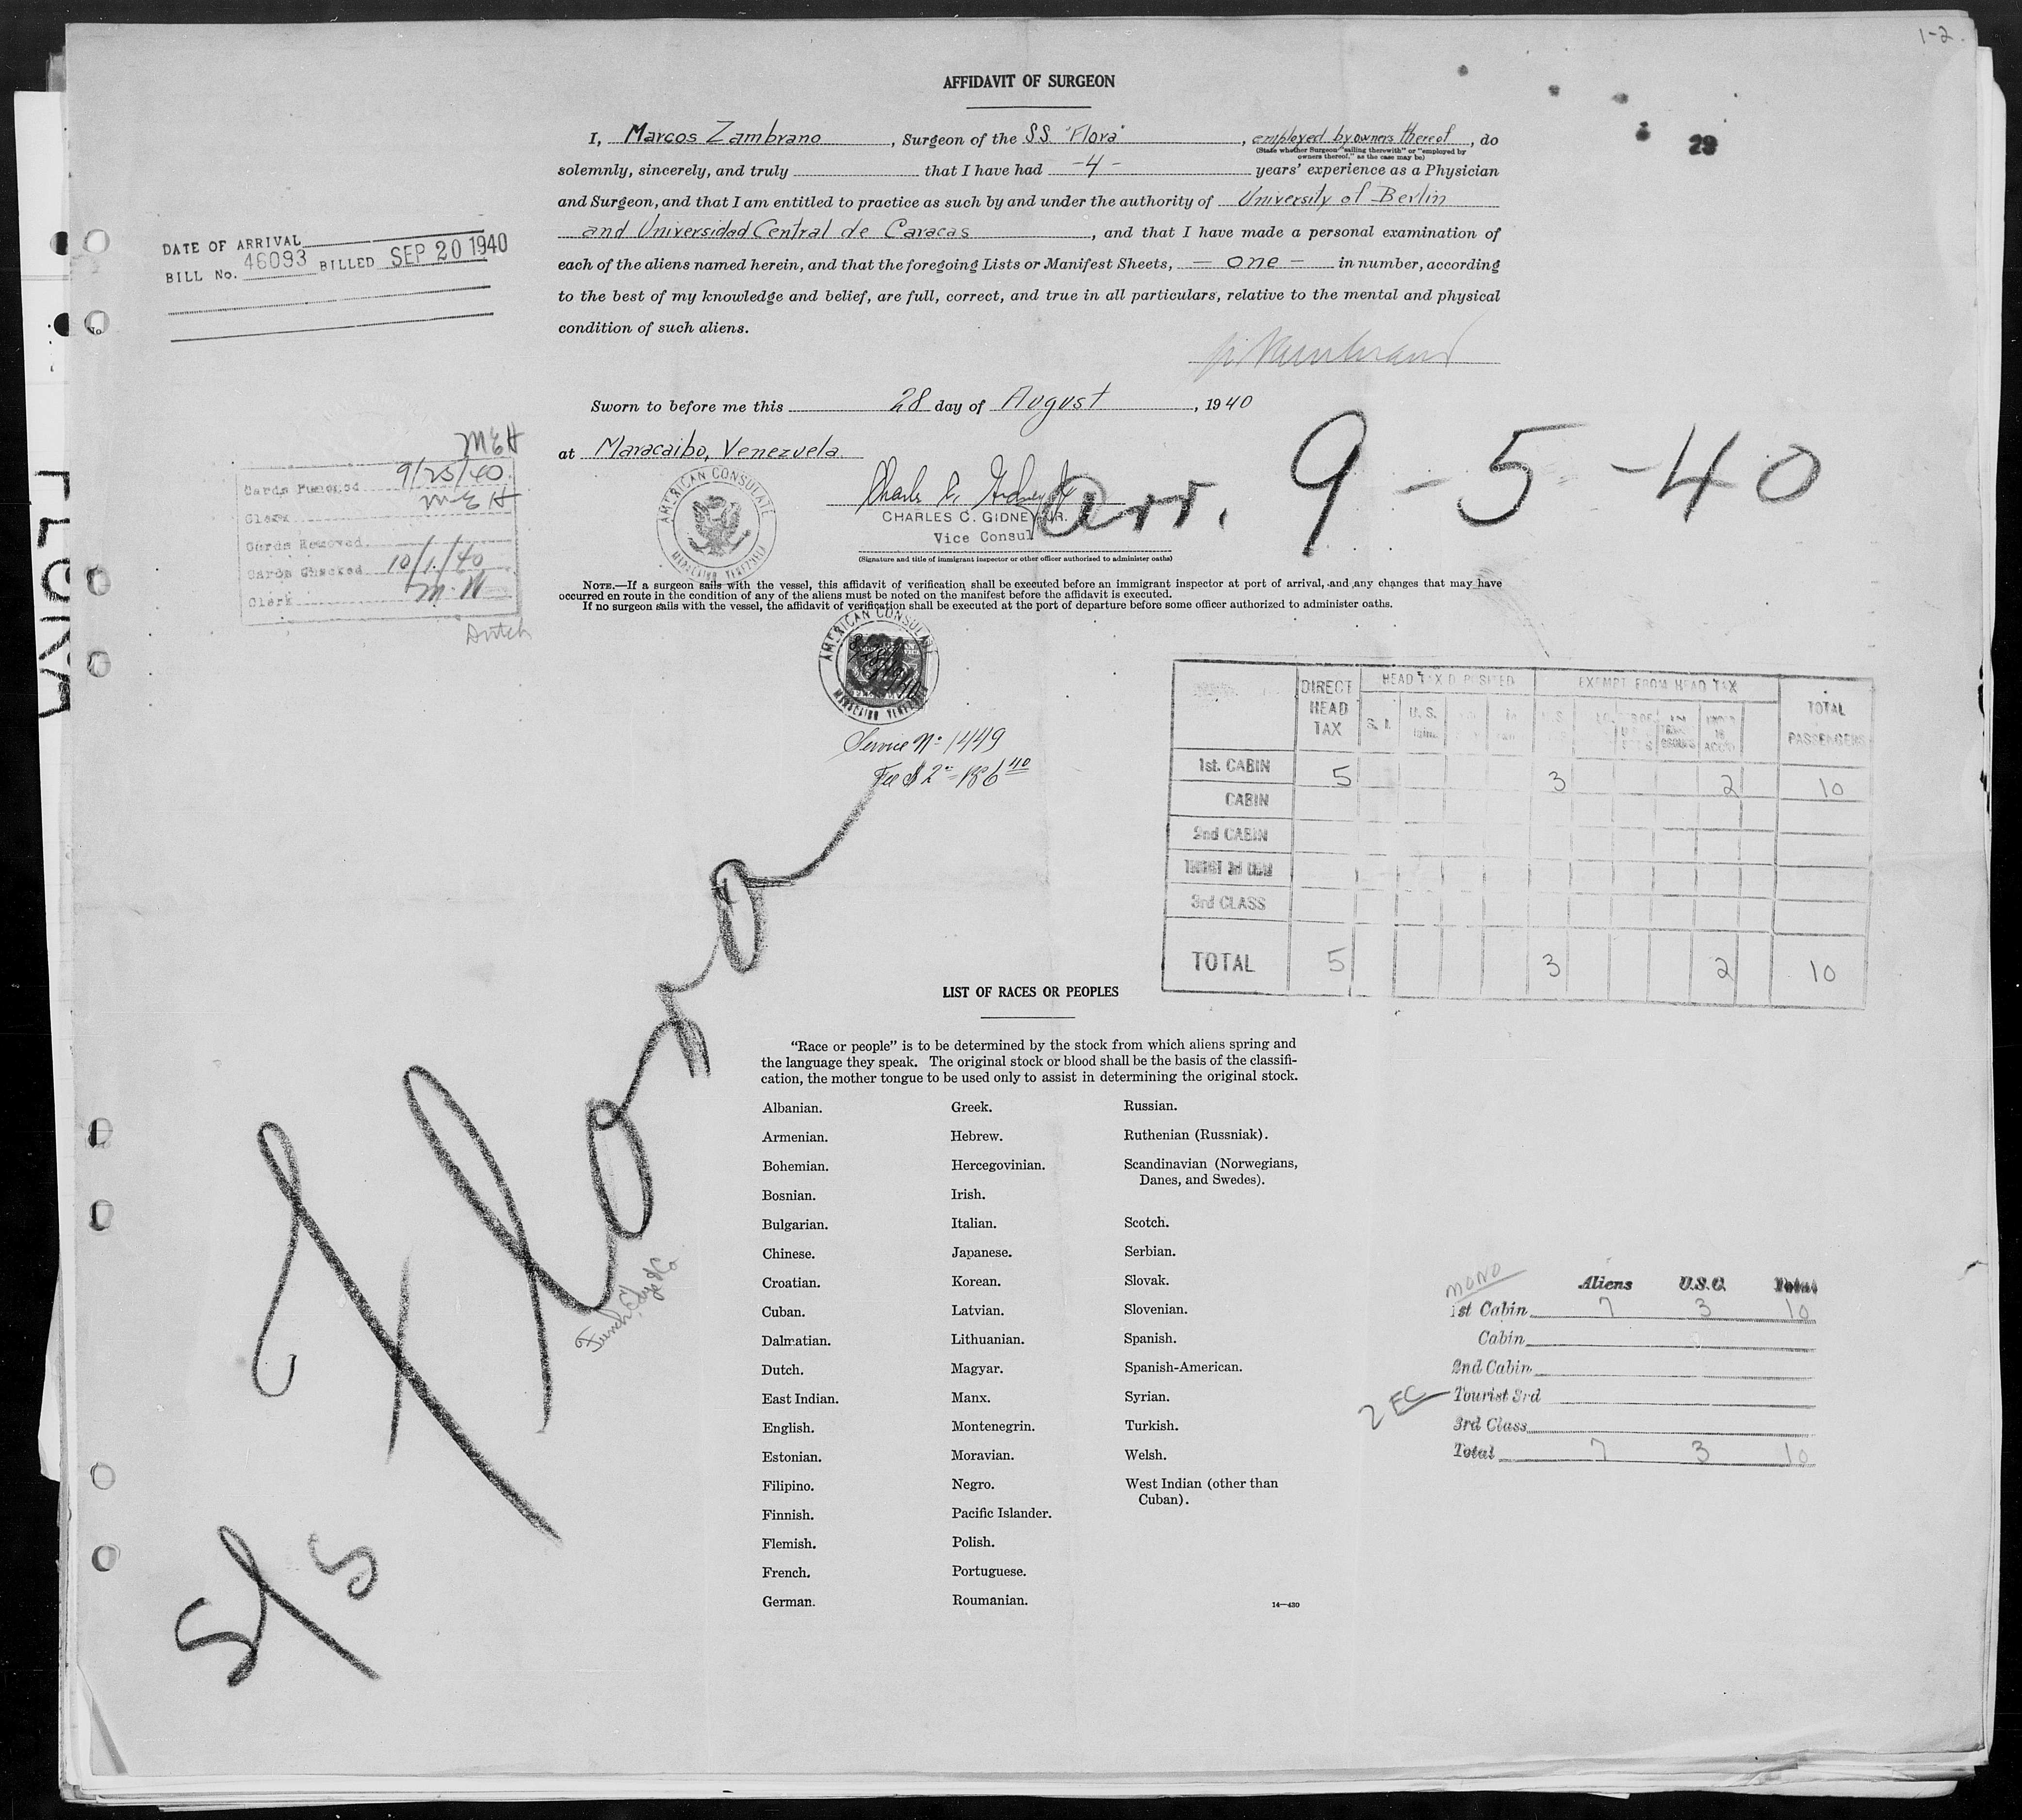 1-2.
AFFIDAVIT OF SURGEON
29
I, Marcos Zambrano, Surgeon of the SS "Flora", employed by owners thereof, do
(State whether Surgeon "sailing therewith" or "employed by
owners thereof," as the case may be)
solemnly, sincerely, and truly that I have had -4- years' experience as a Physician
and Surgeon, and that I am entitled to practice as such by and under the authority of University of Berlin
and Universidad Central de Caracas, and that I have made a personal examination of
each of the aliens named herein, and that the foregoing Lists or Manifest Sheets, - one - in number, according
to the best of my knowledge and belief, are full, correct, and true in all particulars, relative to the mental and physical
condition of such aliens.
DATE OF ARRIVAL
BILL No. 46093 BILLED SEP 20 1940
No
Sworn to before me this 28 day of August, 1940
at Maracaibo, Venezuela
AMERICAN CONSULATE
MARACAIBO VENEZUELA
CHARLES C. GIDNEY, JR.
Vice Consul
(Signature and title of immigrant inspector or other officer authorized to administer oaths)
arr. 9-5-40
MEH
Cards Punched 9/25/40
Clerk MEH
Cards Removed
Cards Checked 10/1/40
Clerk M.W
Dutch
FLORA
NOTE.—If a surgeon sails with the vessel, this affidavit of verification shall be executed before an immigrant inspector at port of arrival, and any changes that may have
occurred en route in the condition of any of the aliens must be noted on the manifest before the affidavit is executed.
If no surgeon sails with the vessel, the affidavit of verification shall be executed at the port of departure before some officer authorized to administer oaths.
AMERICAN CONSULATE
MARACAIBO VENEZUELA
Service No 1449
Fee $2
DIRECT HEAD TAX
HEAD TAX DEPOSITED
EXEMPT FROM HEAD TAX
TOTAL PASSENGERS
1st. CABIN 5 3 2 10
CABIN
2nd CABIN
3rd CLASS
TOTAL 5 3 2 10
S/S Flora
LIST OF RACES OR PEOPLES
"Race or people" is to be determined by the stock from which aliens spring and
the language they speak. The original stock or blood shall be the basis of the classifi-
cation, the mother tongue to be used only to assist in determining the original stock.
Albanian.
Armenian.
Bohemian.
Bosnian.
Bulgarian.
Chinese.
Croatian.
Cuban.
Dalmatian.
Dutch.
East Indian.
English.
Estonian.
Filipino.
Finnish.
Flemish.
French.
German.
Greek.
Hebrew.
Hercegovinian.
Irish.
Italian.
Japanese.
Korean.
Latvian.
Lithuanian.
Magyar.
Manx.
Montenegrin.
Moravian.
Negro.
Pacific Islander.
Polish.
Portuguese.
Roumanian.
Russian.
Ruthenian (Russniak).
Scandinavian (Norwegians,
Danes, and Swedes).
Scotch.
Serbian.
Slovak.
Slovenian.
Spanish.
Spanish-American.
Syrian.
Turkish.
Welsh.
West Indian (other than
Cuban).
14—430
MONO
Aliens U.S.C. Total
1st Cabin 7 3 10
Cabin
2nd Cabin
2 EC Tourist 3rd
3rd Class
Total 7 3 10